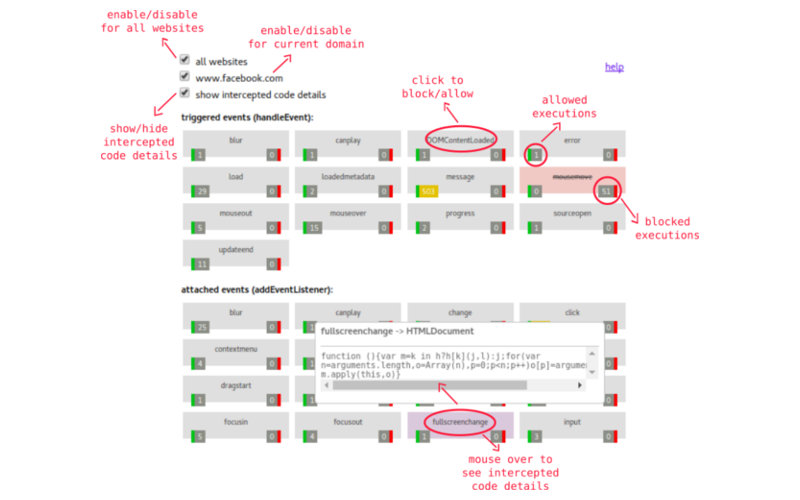 enable/disable
for all websites
enable/disable
for current domain
all websites
www.facebook.com
show intercepted code details
help
show/hide
intercepted
code details
click to
block/allow
allowed
executions
triggered events (handleEvent):
blur
1 0
canplay
1 0
DOMContentLoaded
1 0
error
1 0
load
29 0
loadedmetadata
2 0
message
503 0
mousemove
0 51
mouseout
5 0
mouseover
15 0
progress
2 0
sourceopen
1 0
blocked
executions
updateend
11 0
attached events (addEventListener):
blur
25
canplay
change
click
contextmenu
4
dragstart
1
fullscreenchange -> HTMLDocument
function (){var m=k in h?h[k](j,l):j;for(var
n=arguments.length,o=Array(n),p=0;p<n;p++)o[p]=argume
m.apply(this,o)}
focusin
5 0
focusout
4 0
fullscreenchange
1 0
input
3 0
mouse over to
see intercepted
code details